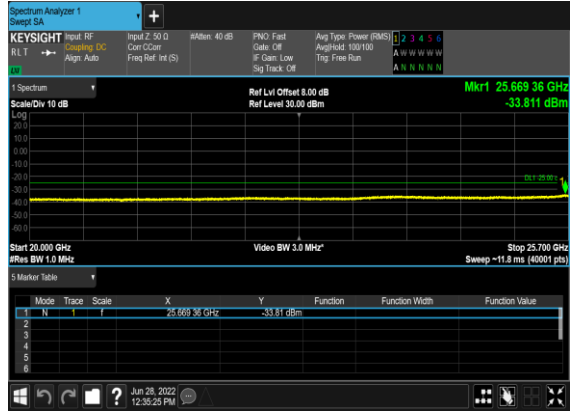 Spectrum Analyzer 1
Swept SA
+
KEYSIGHT
RLT
LV
Input: RF
Coupling: DC
Align: Auto
Input Z: 50 Ω
Corr CCorr
Freq Ref: Int (S)
#Atten: 40 dB
PNO: Fast
Gate: Off
IF Gain: Low
Sig Track: Off
Avg Type: Power (RMS)
Avg|Hold: 100/100
Trig: Free Run
1 2 3 4 5 6
A W W W W W
A N N N N N
1 Spectrum
Scale/Div 10 dB
Ref Lvl Offset 8.00 dB
Ref Level 30.00 dBm
Mkr1 25.669 36 GHz
-33.811 dBm
Log
20.0
10.0
0.00
-10.0
-20.0
-30.0
-40.0
-50.0
-60.0
1
Start 20.000 GHz
#Res BW 1.0 MHz
Video BW 3.0 MHz*
Stop 25.700 GHz
Sweep ~11.8 ms (40001 pts)
5 Marker Table
Mode Trace Scale X Y Function Function Width Function Value
1 N 1 f 25.669 36 GHz -33.81 dBm
2
3
4
5
6
?
Jun 28, 2022
12:35:25 PM